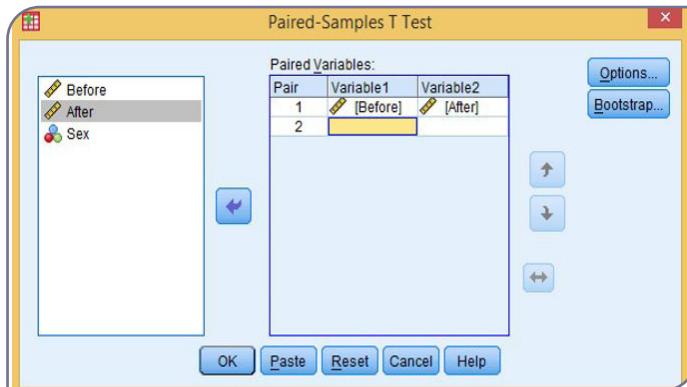 Paired-Samples T Test
Before
After
Sex
Paired Variables:
Pair Variable1 Variable2
1 [Before] [After]
2
Options...
Bootstrap...
OK Paste Reset Cancel Help